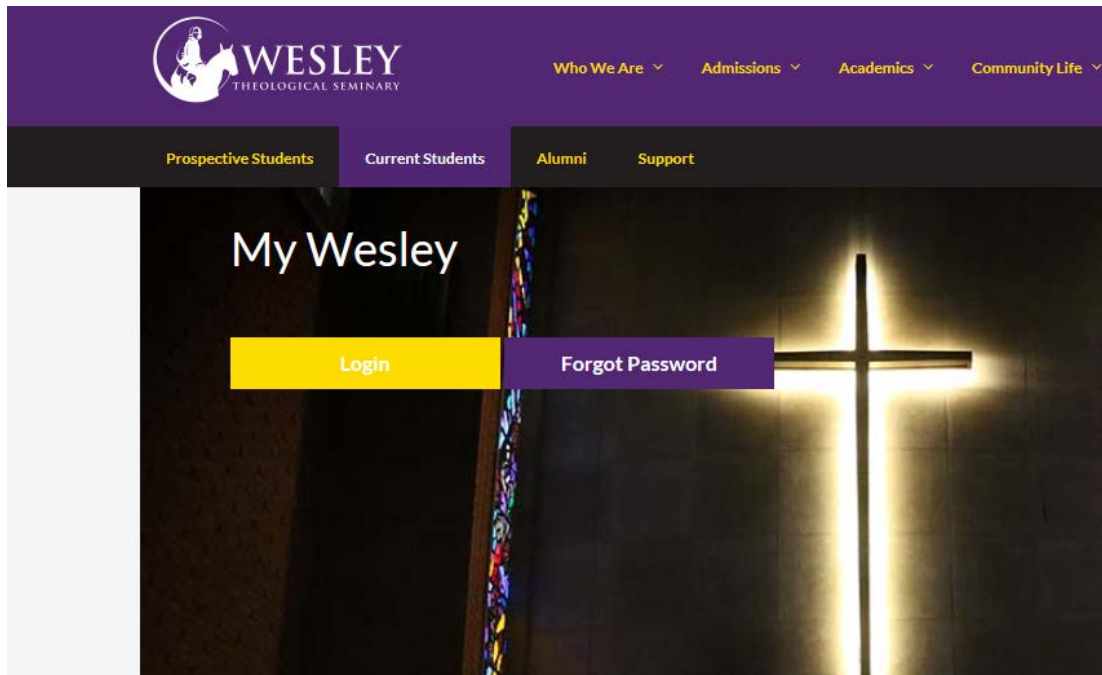 WESLEY
THEOLOGICAL SEMINARY
Who We Are Admissions Academics Community Life
Prospective Students Current Students Alumni Support
My Wesley
Login Forgot Password